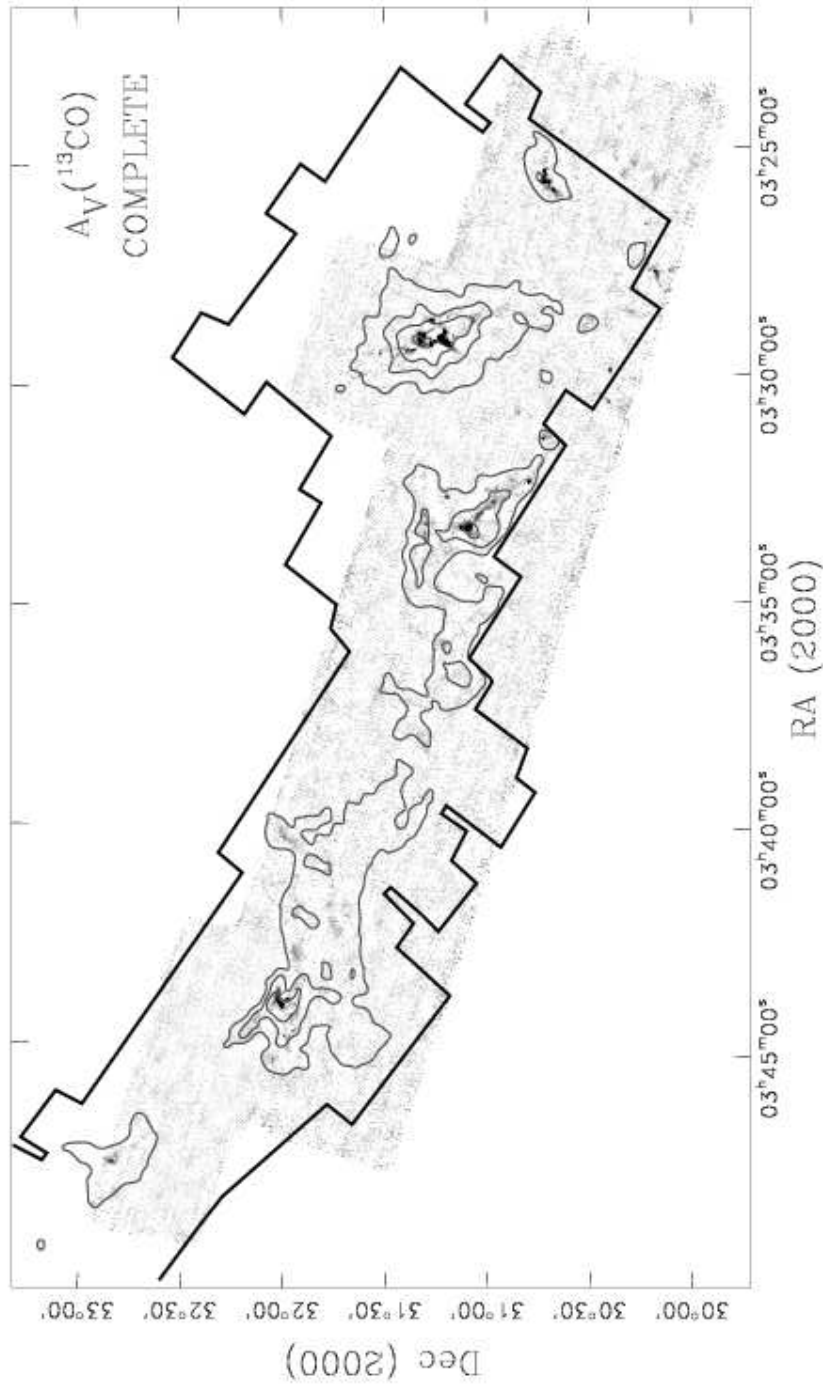 A_V(¹³CO)
COMPLETE
33°00'
32°30'
32°00'
31°30'
31°00'
30°30'
30°00'
Dec (2000)
03ʰ45ᵐ00ˢ
03ʰ40ᵐ00ˢ
03ʰ35ᵐ00ˢ
03ʰ30ᵐ00ˢ
03ʰ25ᵐ00ˢ
RA (2000)